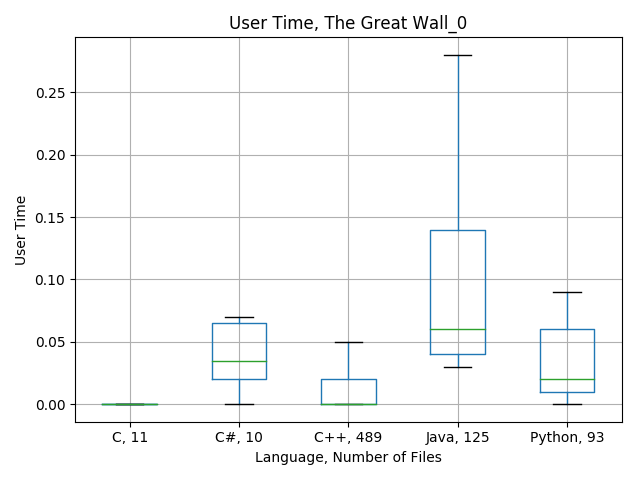 User Time, The Great Wall_0
User Time
0.25
0.20
0.15
0.10
0.05
0.00
C, 11 C#, 10 C++, 489 Java, 125 Python, 93
Language, Number of Files